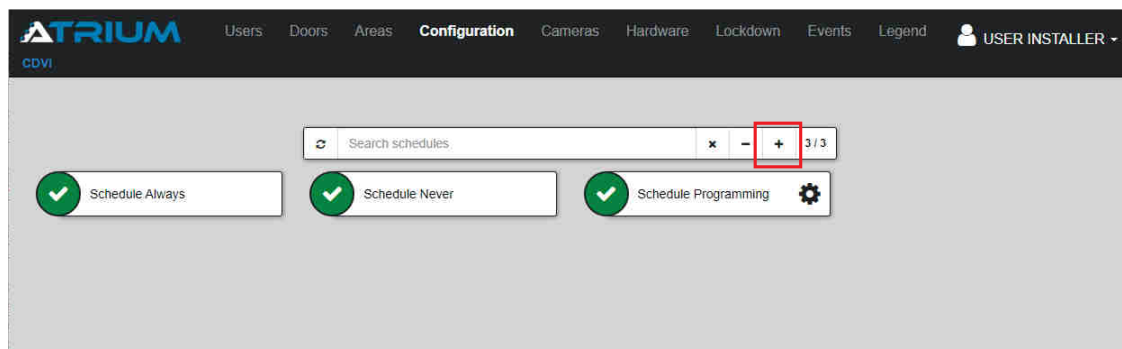 ATRIUM Users Doors Areas Configuration Cameras Hardware Lockdown Events Legend USER INSTALLER
CDVI
Search schedules 3 / 3
Schedule Always Schedule Never Schedule Programming